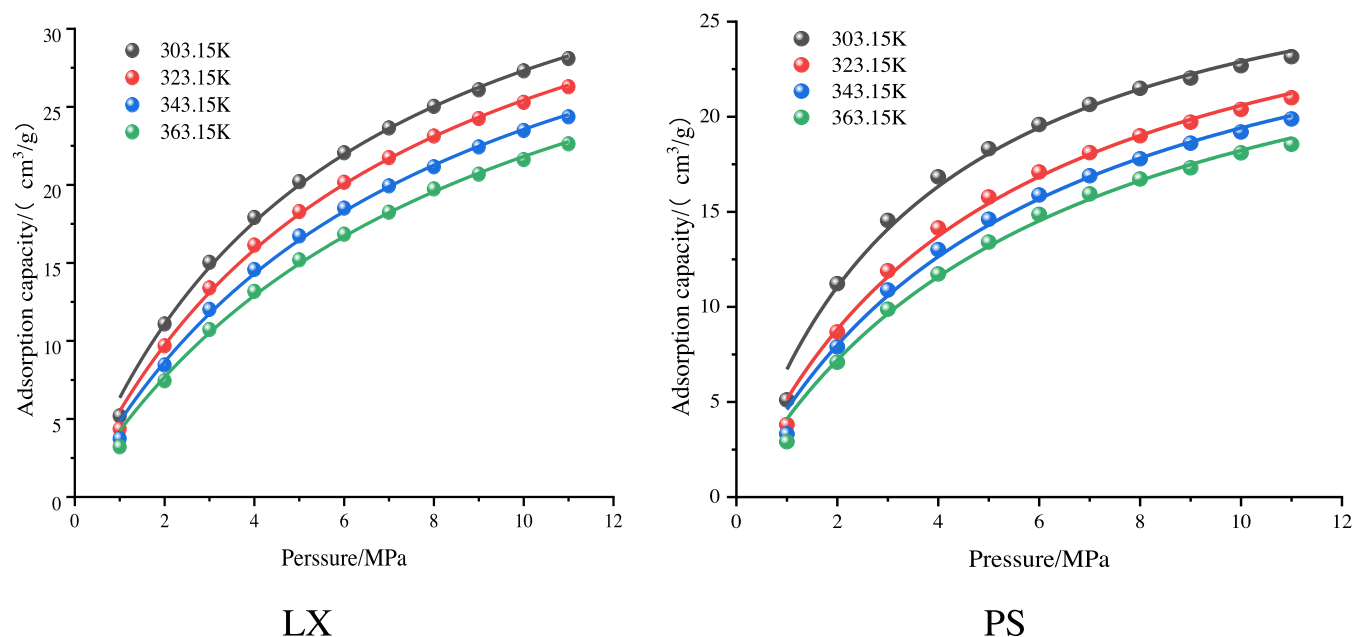 30
25
20
15
10
5
0
0 2 4 6 8 10 12
303.15K
323.15K
343.15K
363.15K
Adsorption capacity/( cm³/g)
Perssure/MPa
LX
25
20
15
10
5
0
0 2 4 6 8 10 12
303.15K
323.15K
343.15K
363.15K
Adsorption capacity/( cm³/g)
Pressure/MPa
PS